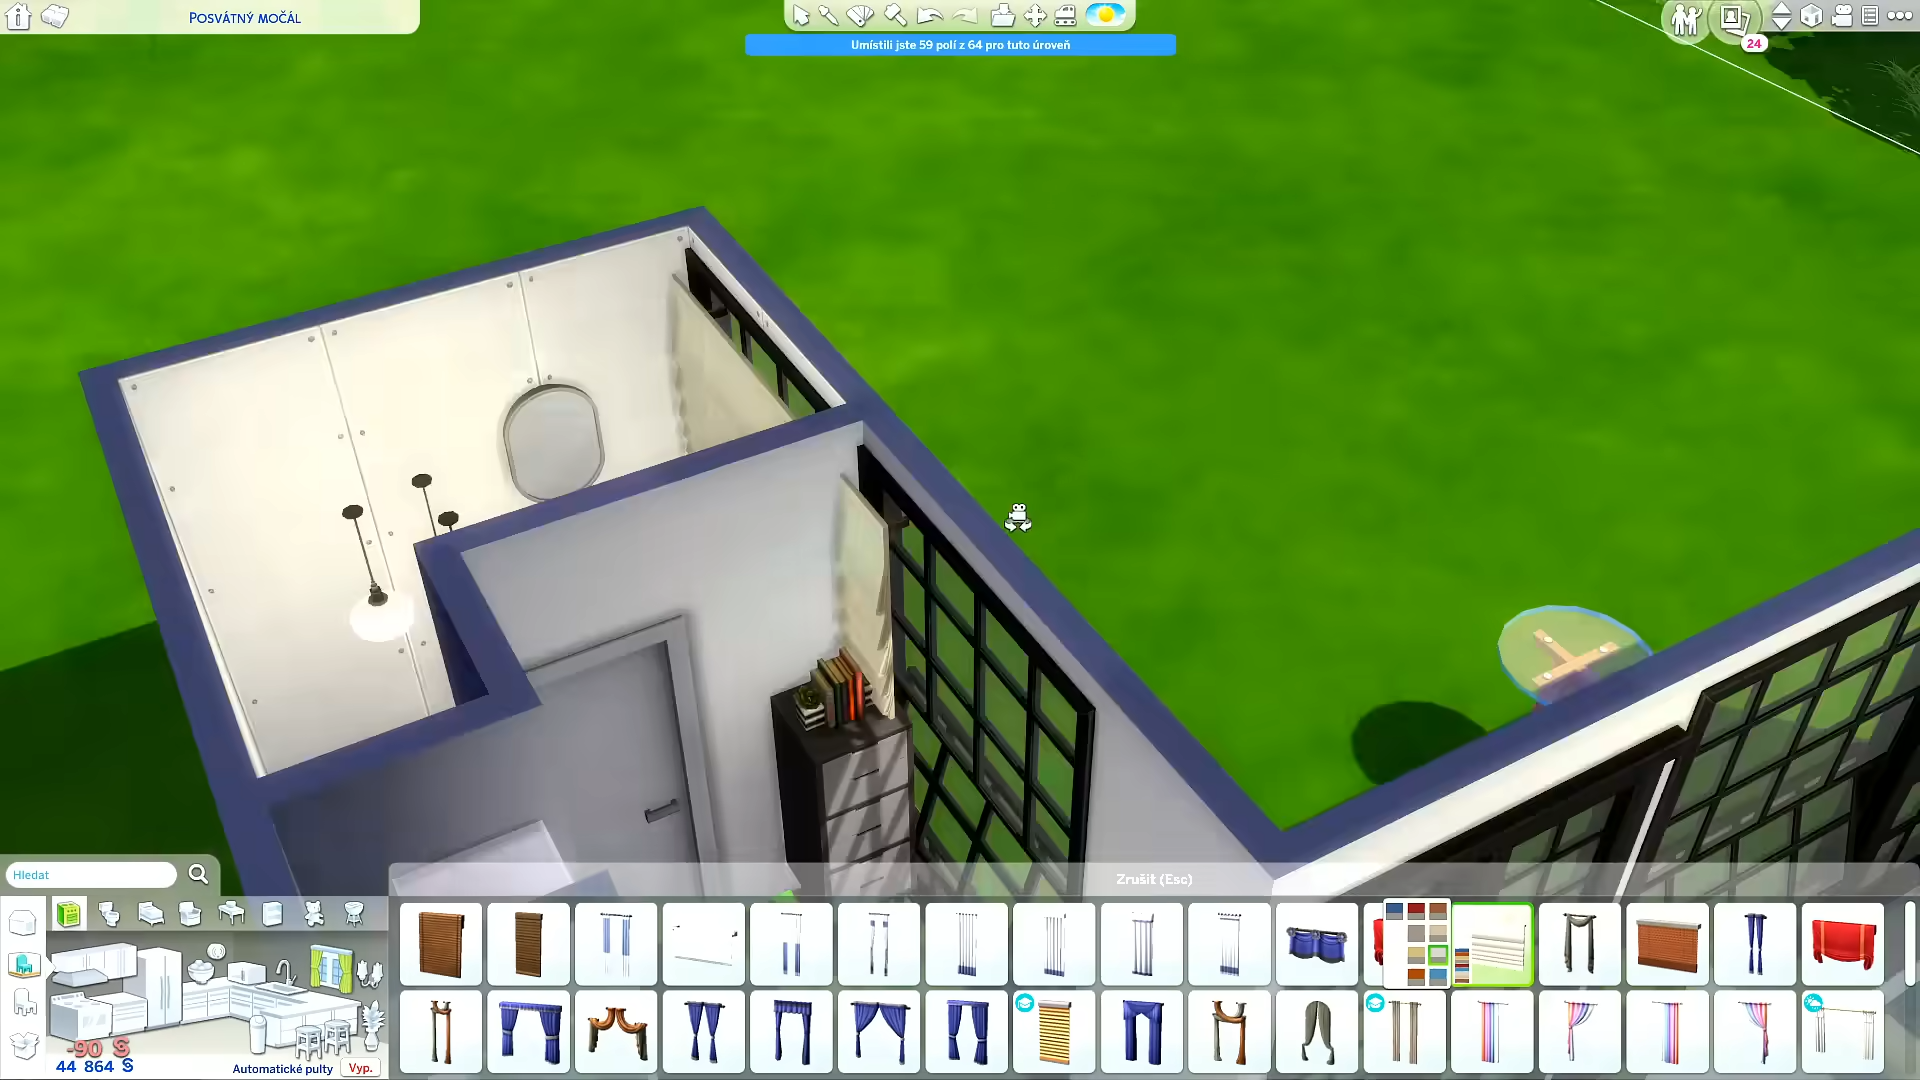 POSVÁTNÝ MOČÁL
Umístili jste 59 polí z 64 pro tuto úroveň
24
Zrušit (Esc)
Hledat
-90 §
44 864 §
Automatické pulty
Vyp.